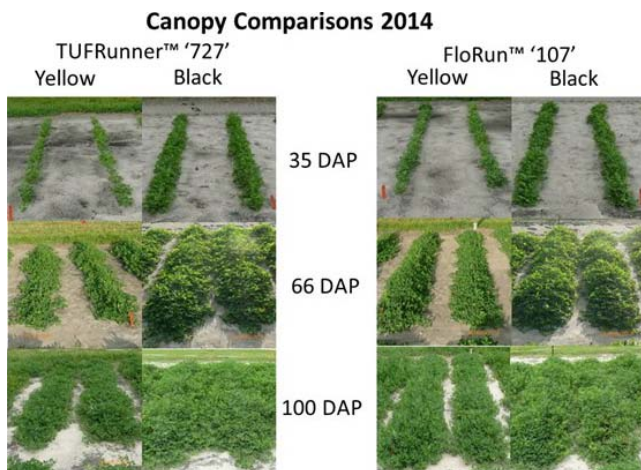 Canopy Comparisons 2014
TUFRunner™ ‘727’
FloRun™ ‘107’
Yellow
Black
Yellow
Black
35 DAP
66 DAP
100 DAP